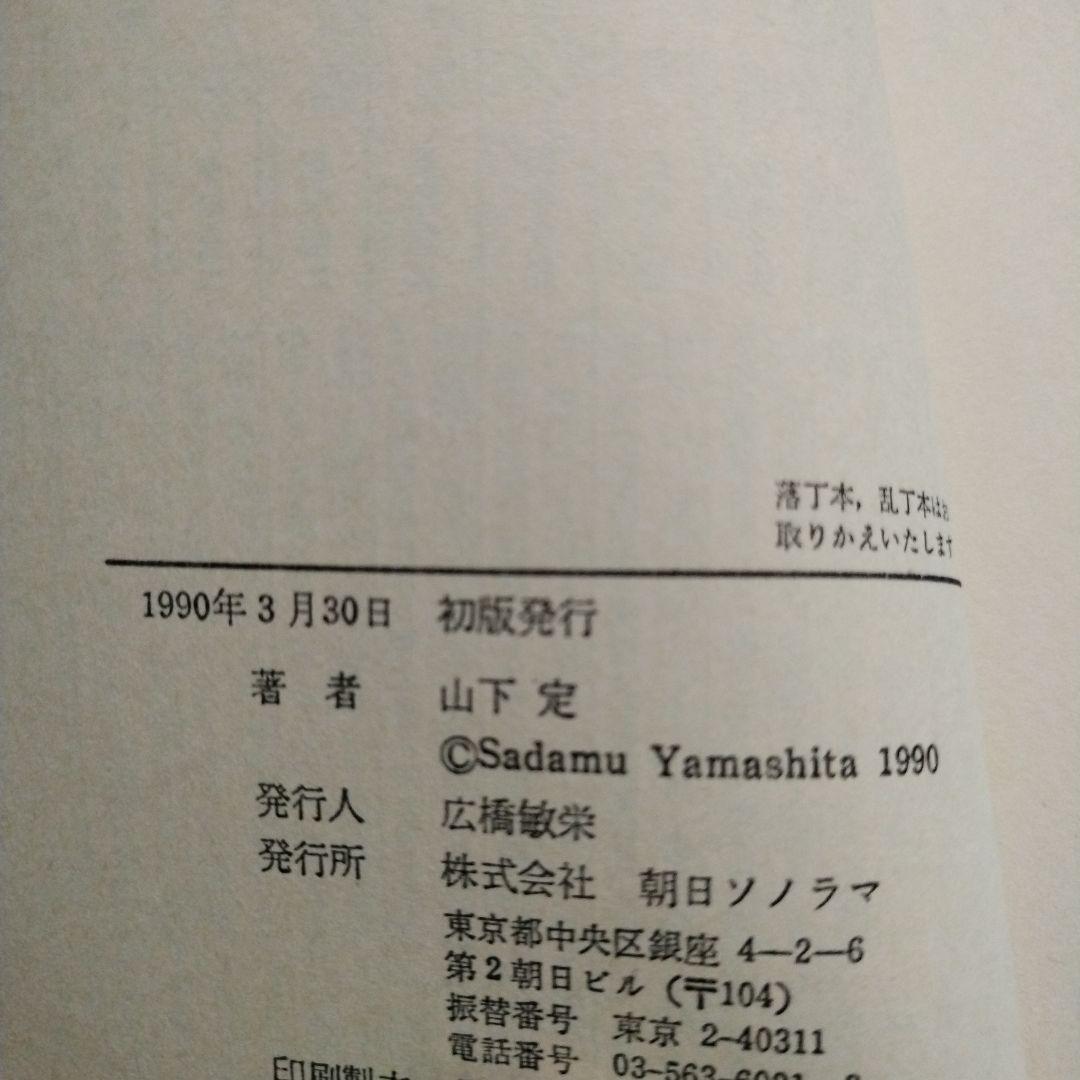 落丁本，乱丁本はお
取りかえいたします
1990年3月30日 初版発行
著 者 山下 定
©Sadamu Yamashita 1990
発行人 広橋敏栄
発行所 株式会社 朝日ソノラマ
東京都中央区銀座 4—2—6
第2朝日ビル (〒104)
振替番号 東京 2-40311
電話番号